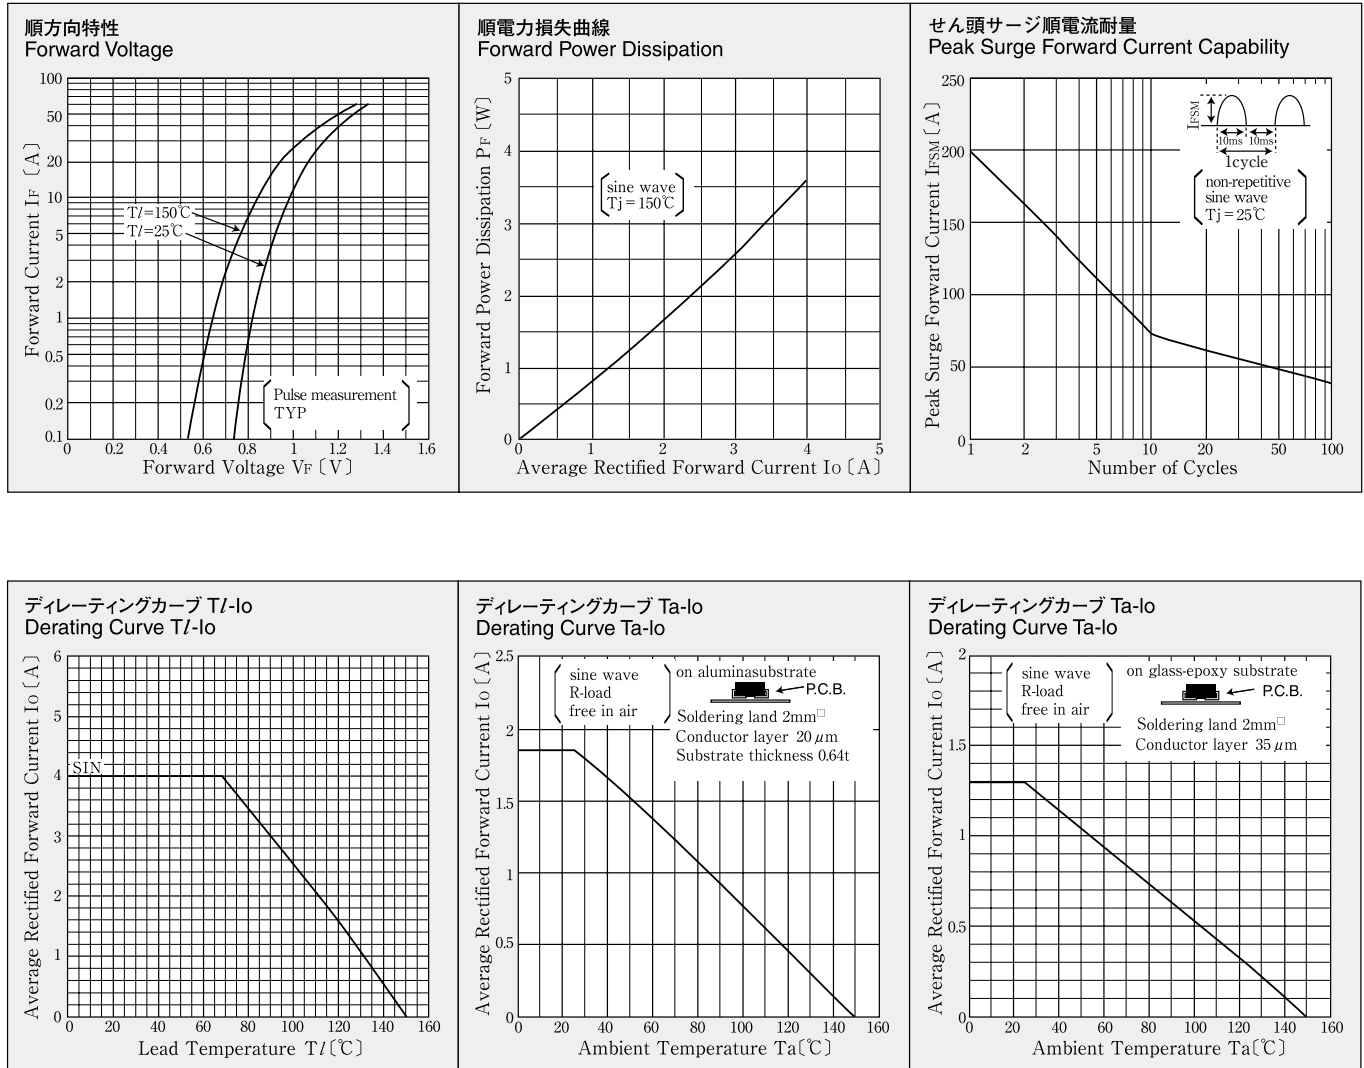 順方向特性
Forward Voltage
100
50
20
10
5
2
1
0.5
0.2
0.1
Forward Current IF〔A〕
Tl=150℃
Tl=25℃
Pulse measurement
TYP
0 0.2 0.4 0.6 0.8 1 1.2 1.4 1.6
Forward Voltage VF〔V〕
順電力損失曲線
Forward Power Dissipation
5
4
3
2
1
0
Forward Power Dissipation PF〔W〕
sine wave
Tj=150℃
0 1 2 3 4 5
Average Rectified Forward Current IO〔A〕
せん頭サージ順電流耐量
Peak Surge Forward Current Capability
250
200
150
100
50
0
Peak Surge Forward Current IFSM〔A〕
IFSM
10ms 10ms
1cycle
non-repetitive
sine wave
Tj=25℃
1 2 5 10 20 50 100
Number of Cycles
ディレーティングカーブ Tl-Io
Derating Curve Tl-Io
6
5
4
3
2
1
0
Average Rectified Forward Current IO〔A〕
SIN
0 20 40 60 80 100 120 140 160
Lead Temperature Tl〔℃〕
ディレーティングカーブ Ta-Io
Derating Curve Ta-Io
2.5
2
1.5
1
0.5
0
Average Rectified Forward Current IO〔A〕
sine wave
R-load
free in air
on aluminasubstrate
P.C.B.
Soldering land 2mm□
Conductor layer 20μm
Substrate thickness 0.64t
0 20 40 60 80 100 120 140 160
Ambient Temperature Ta〔℃〕
ディレーティングカーブ Ta-Io
Derating Curve Ta-Io
2
1.5
1
0.5
0
Average Rectified Forward Current IO〔A〕
sine wave
R-load
free in air
on glass-epoxy substrate
P.C.B.
Soldering land 2mm□
Conductor layer 35μm
0 20 40 60 80 100 120 140 160
Ambient Temperature Ta〔℃〕